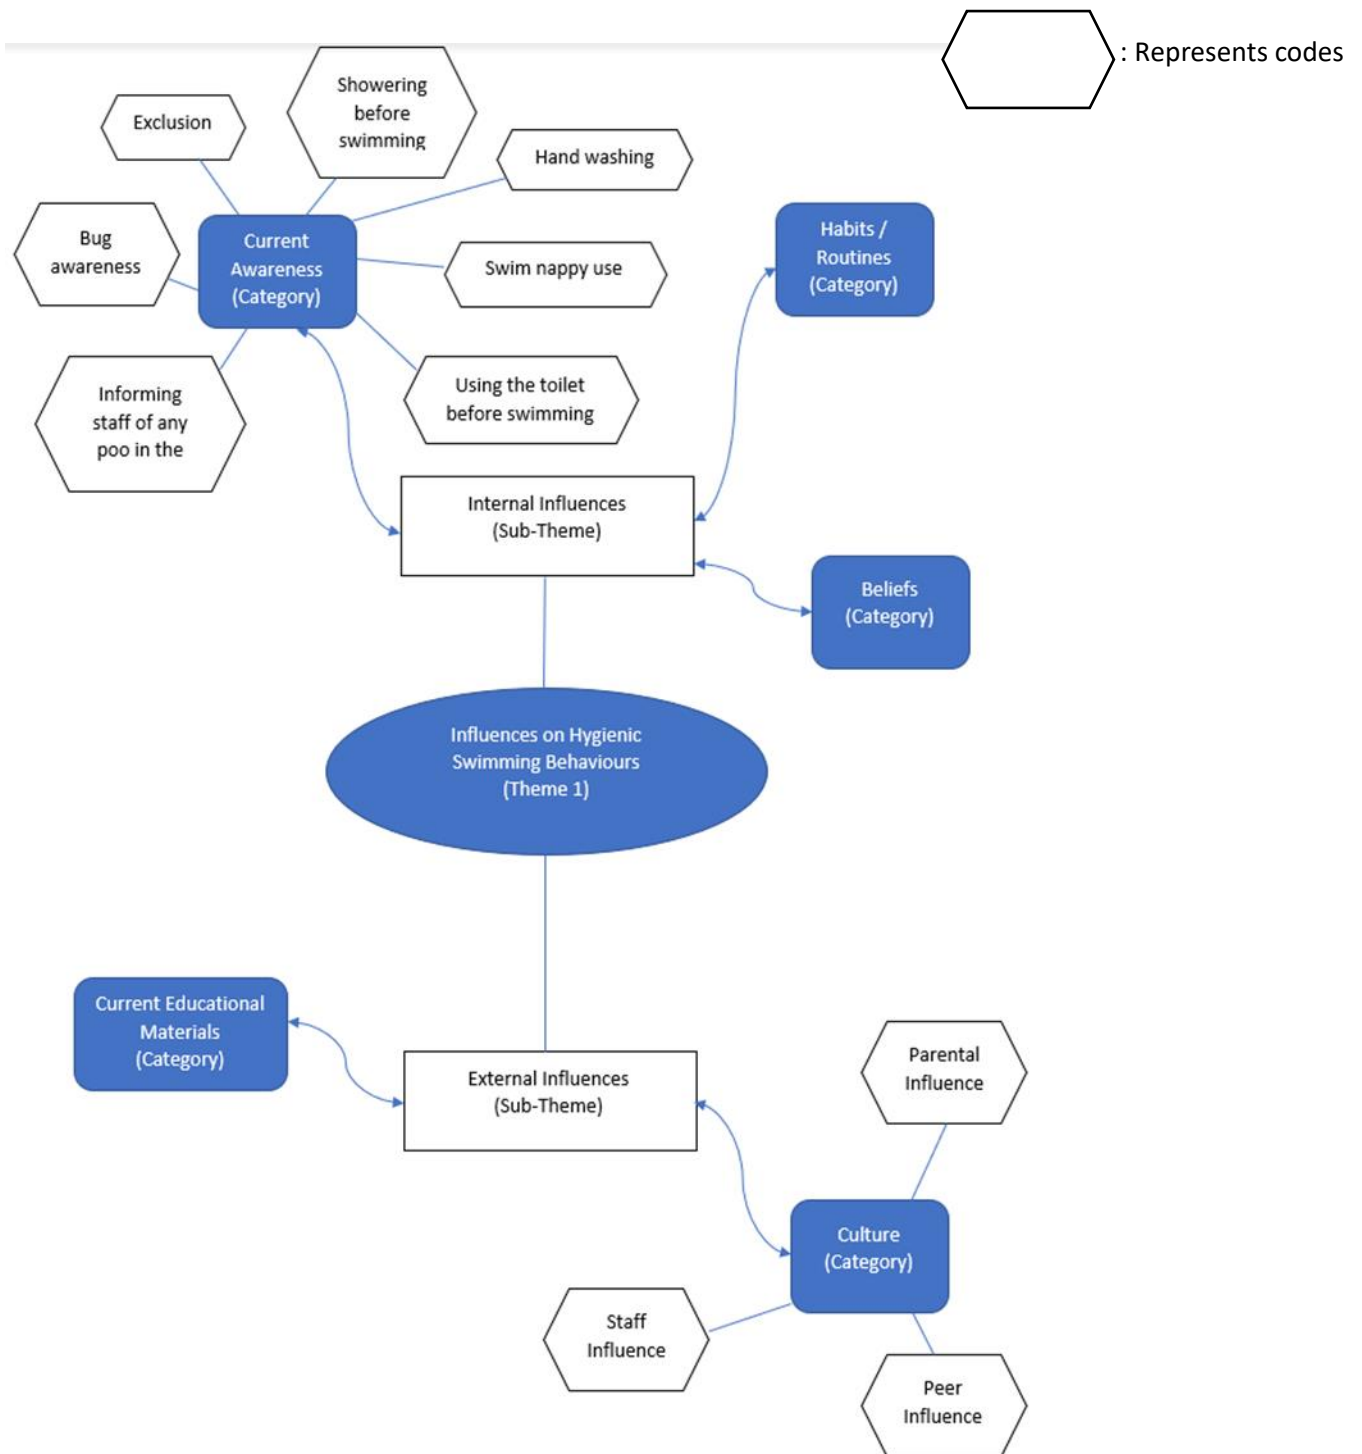 : Represents codes
Showering
before
swimming
Exclusion
Hand washing
Bug
awareness
Current
Awareness
(Category)
Habits /
Routines
(Category)
Swim nappy use
Informing
staff of any
poo in the
Using the toilet
before swimming
Internal Influences
(Sub-Theme)
Beliefs
(Category)
Influences on Hygienic
Swimming Behaviours
(Theme 1)
Current Educational
Materials
(Category)
External Influences
(Sub-Theme)
Parental
Influence
Culture
(Category)
Staff
Influence
Peer
Influence